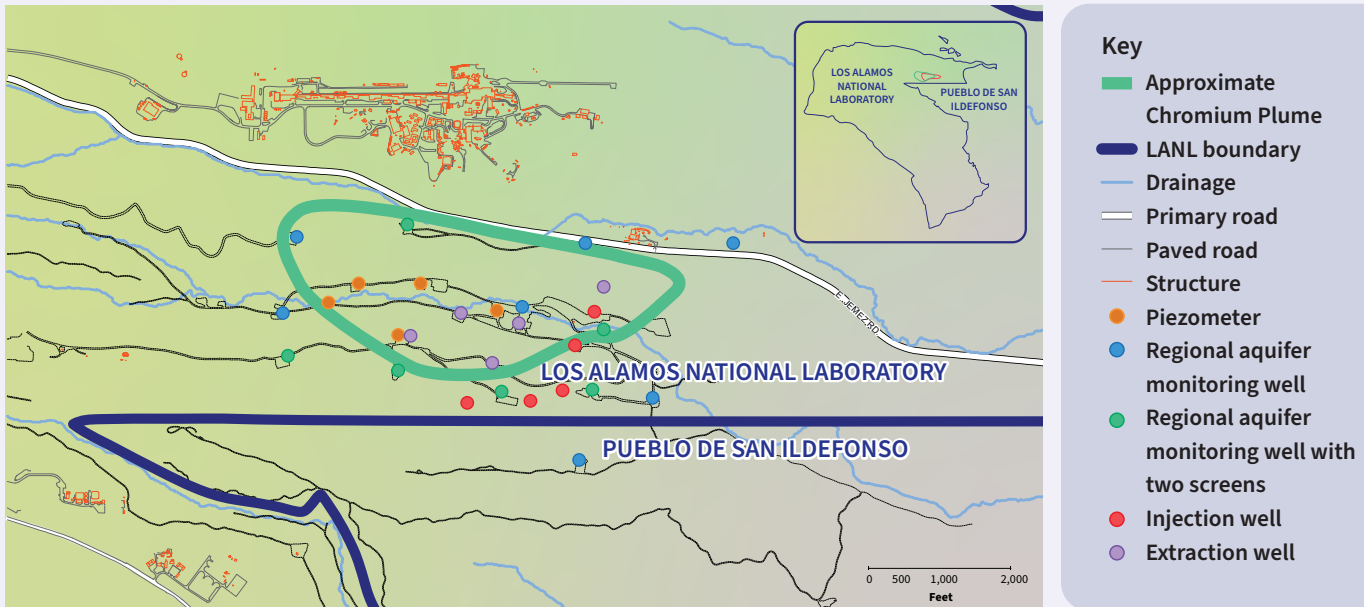 LOS ALAMOS
NATIONAL
LABORATORY
PUEBLO DE SAN
ILDEFONSO
E. JEMEZ RD.
LOS ALAMOS NATIONAL LABORATORY
PUEBLO DE SAN ILDEFONSO
0 500 1,000 2,000
Feet
Key
Approximate
Chromium Plume
LANL boundary
Drainage
Primary road
Paved road
Structure
Piezometer
Regional aquifer
monitoring well
Regional aquifer
monitoring well with
two screens
Injection well
Extraction well